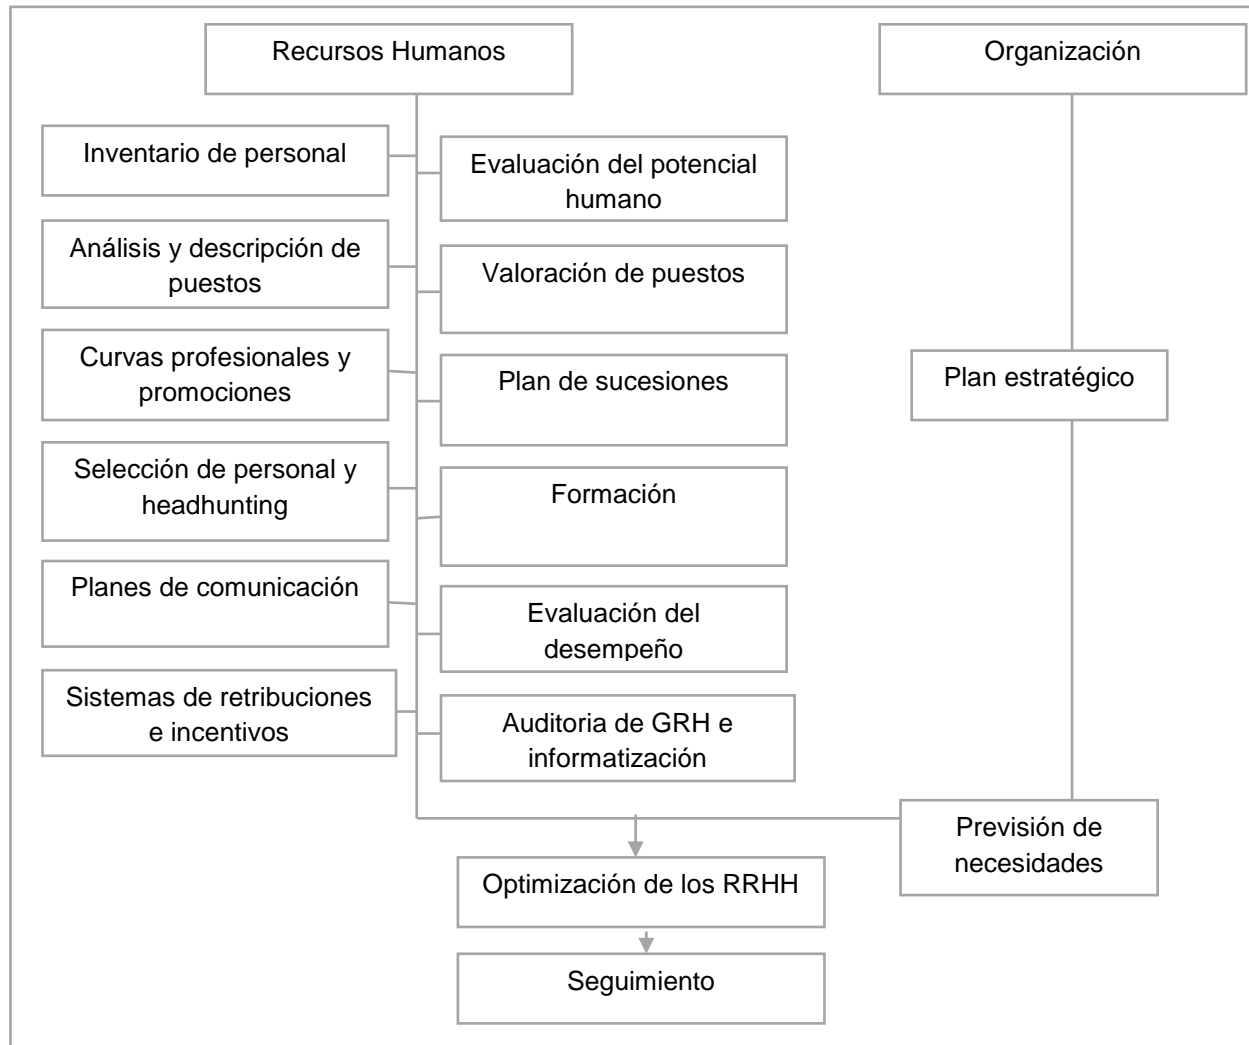 Recursos Humanos
Organización
Inventario de personal
Evaluación del potencial
humano
Análisis y descripción de
puestos
Valoración de puestos
Curvas profesionales y
promociones
Plan de sucesiones
Plan estratégico
Selección de personal y
headhunting
Formación
Planes de comunicación
Evaluación del
desempeño
Sistemas de retribuciones
e incentivos
Auditoria de GRH e
informatización
Previsión de
necesidades
Optimización de los RRHH
Seguimiento